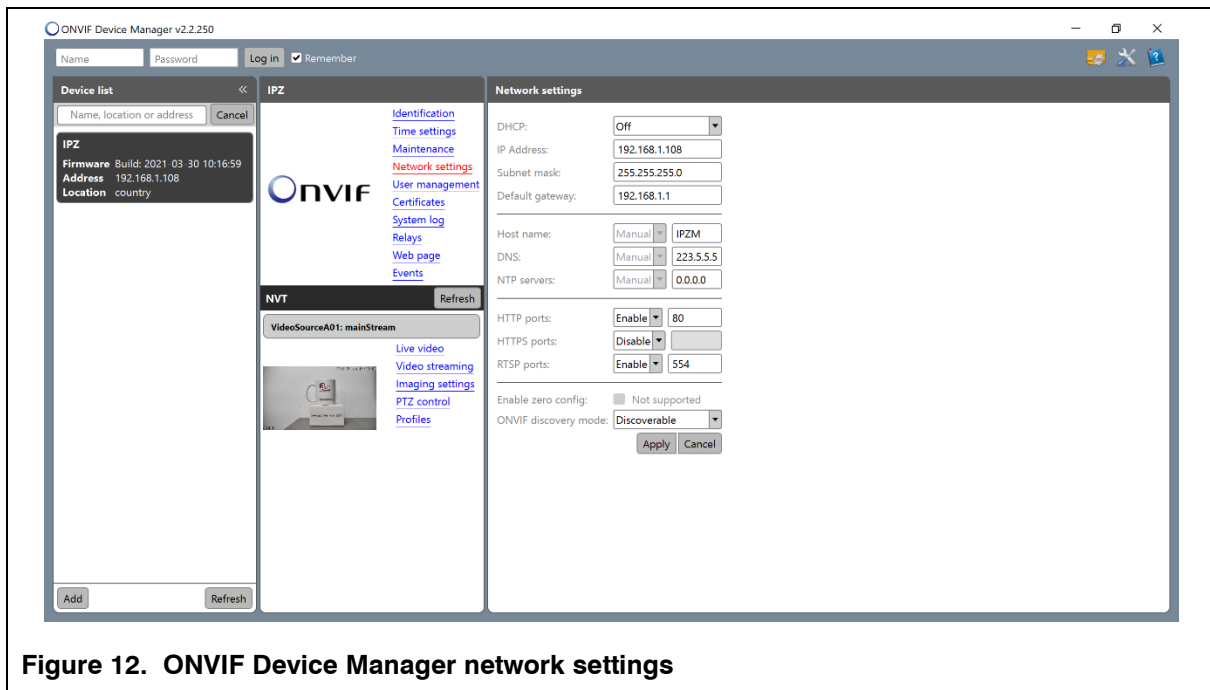 ONVIF Device Manager v2.2.250
Name Password Log in Remember
Device list «
Name, location or address Cancel
IPZ
Firmware Build: 2021-03-30 10:16:59
Address 192.168.1.108
Location country
Add Refresh
IPZ
ONVIF
Identification
Time settings
Maintenance
Network settings
User management
Certificates
System log
Relays
Web page
Events
NVT Refresh
VideoSourceA01: mainStream
Live video
Video streaming
Imaging settings
PTZ control
Profiles
Network settings
DHCP: Off
IP Address: 192.168.1.108
Subnet mask: 255.255.255.0
Default gateway: 192.168.1.1
Host name: Manual IPZM
DNS: Manual 223.5.5.5
NTP servers: Manual 0.0.0.0
HTTP ports: Enable 80
HTTPS ports: Disable
RTSP ports: Enable 554
Enable zero config: Not supported
ONVIF discovery mode: Discoverable
Apply Cancel
Figure 12. ONVIF Device Manager network settings